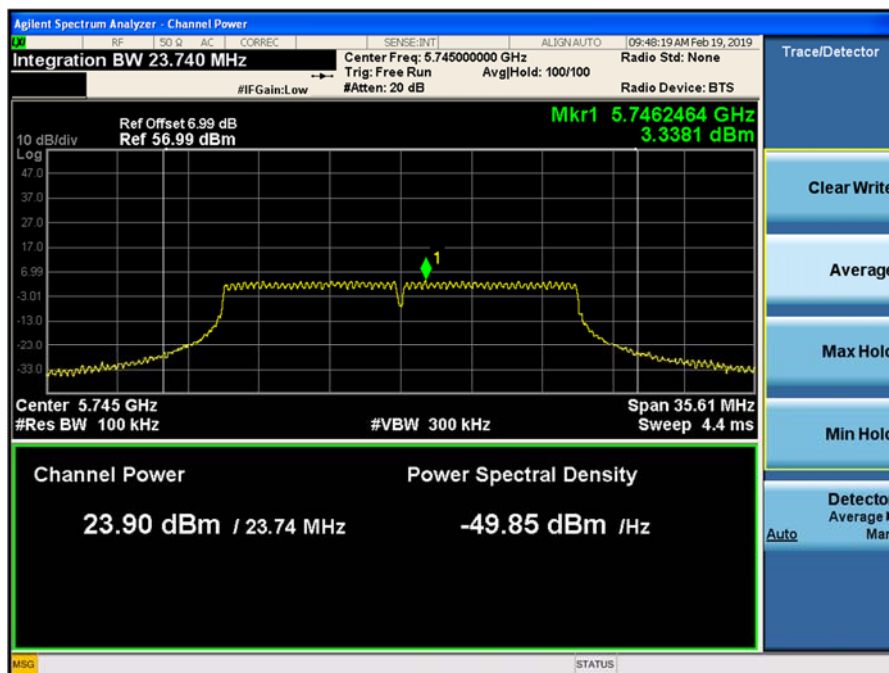 Agilent Spectrum Analyzer - Channel Power
LXI RF 50 Ω AC CORREC SENSE:INT ALIGN AUTO 09:48:19 AM Feb 19, 2019
Integration BW 23.740 MHz Center Freq: 5.745000000 GHz Radio Std: None
Trig: Free Run Avg|Hold: 100/100
#IFGain:Low #Atten: 20 dB Radio Device: BTS
Trace/Detector
Mkr1 5.7462464 GHz
3.3381 dBm
Ref Offset 6.99 dB
10 dB/div Ref 56.99 dBm
Log
47.0
37.0
27.0
17.0
6.99
-3.01
-13.0
-23.0
-33.0
1
Center 5.745 GHz Span 35.61 MHz
#Res BW 100 kHz #VBW 300 kHz Sweep 4.4 ms
Channel Power Power Spectral Density
23.90 dBm / 23.74 MHz -49.85 dBm /Hz
Clear Write
Average
Max Hold
Min Hold
Detector
Average
Auto Man
MSG STATUS